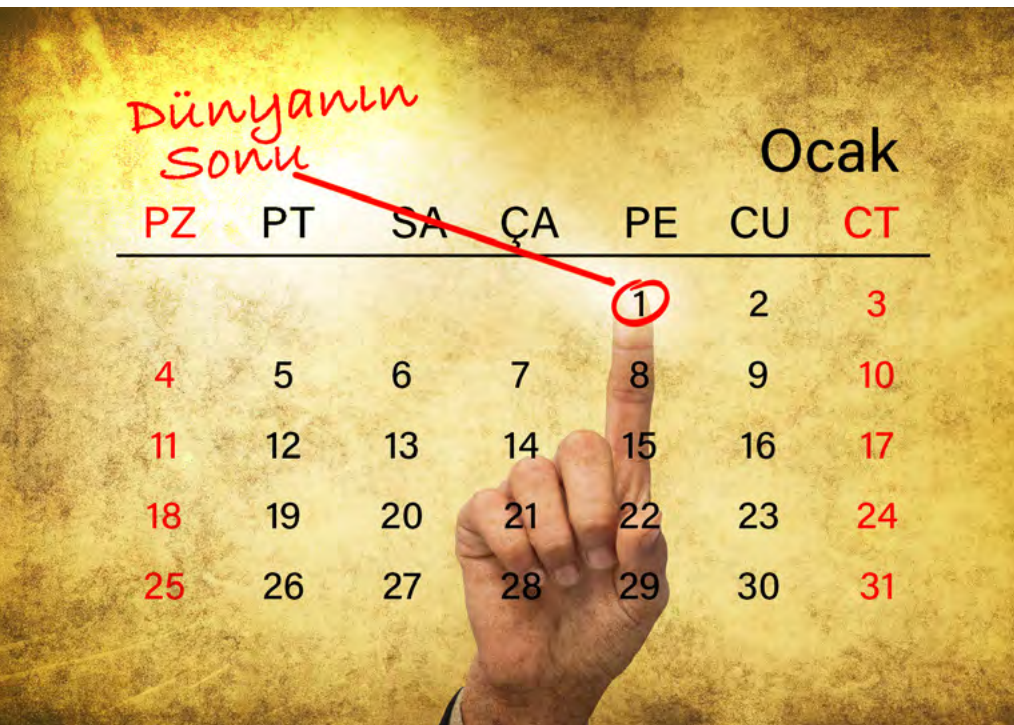 Dünyanın
Sonu
Ocak
PZ PT SA ÇA PE CU CT
1 2 3
4 5 6 7 8 9 10
11 12 13 14 15 16 17
18 19 20 21 22 23 24
25 26 27 28 29 30 31